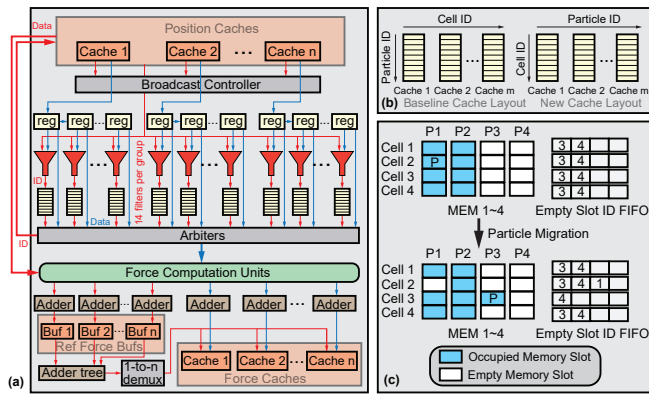 Data
Position Caches
Cache 1
Cache 2
...
Cache n
Broadcast Controller
reg
reg
...
reg
reg
reg
...
reg
reg
reg
...
reg
...
...
...
ID
14 filters per group
...
...
...
Data
ID
Arbiters
Force Computation Units
Adder
Adder
...
Adder
Adder
Adder
...
Adder
Buf 1
Buf 2
...
Buf n
Ref Force Bufs
Adder tree
1-to-n
demux
Cache 1
Cache 2
...
Cache n
Force Caches
(a)
Cell ID
Particle ID
...
Cache 1
Cache 2
Cache m
Baseline Cache Layout
Particle ID
Cell ID
...
Cache 1
Cache 2
Cache m
New Cache Layout
(b)
P1 P2 P3 P4
Cell 1 3 4
Cell 2 P 3 4
Cell 3 3 4
Cell 4 3 4
MEM 1~4 Empty Slot ID FIFO
Particle Migration
P1 P2 P3 P4
Cell 1 3 4
Cell 2 3 4 1
Cell 3 P 4
Cell 4 3 4
MEM 1~4 Empty Slot ID FIFO
Occupied Memory Slot
Empty Memory Slot
(c)